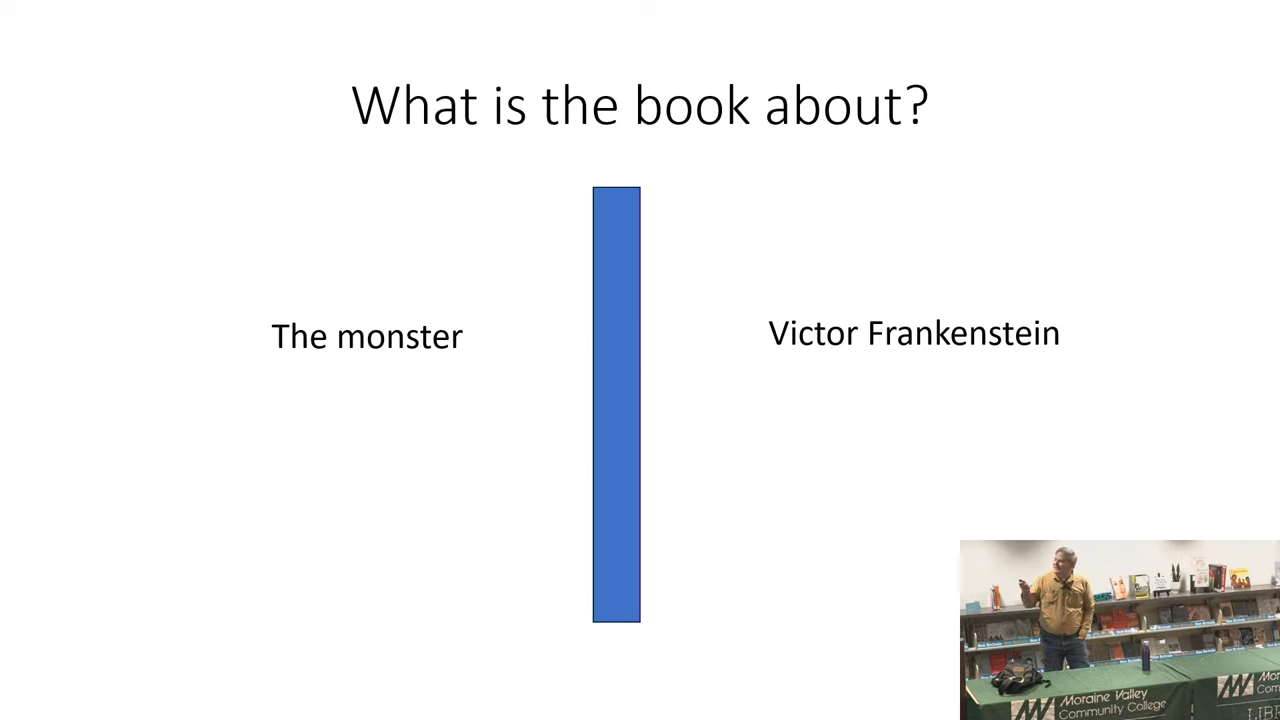 What is the book about?
The monster
Victor Frankenstein
Moraine Valley
Community College